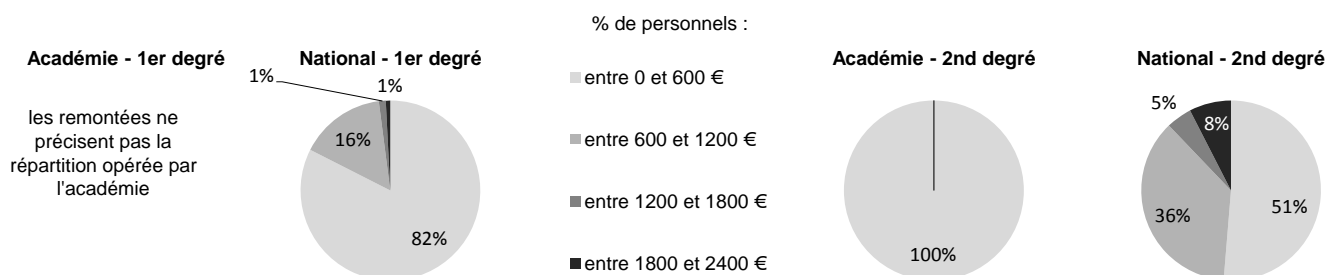 % de personnels :
Académie - 1er degré
les remontées ne
précisent pas la
répartition opérée par
l'académie
National - 1er degré
1%
1%
16%
82%
entre 0 et 600 €
entre 600 et 1200 €
entre 1200 et 1800 €
entre 1800 et 2400 €
Académie - 2nd degré
100%
National - 2nd degré
5%
8%
36%
51%